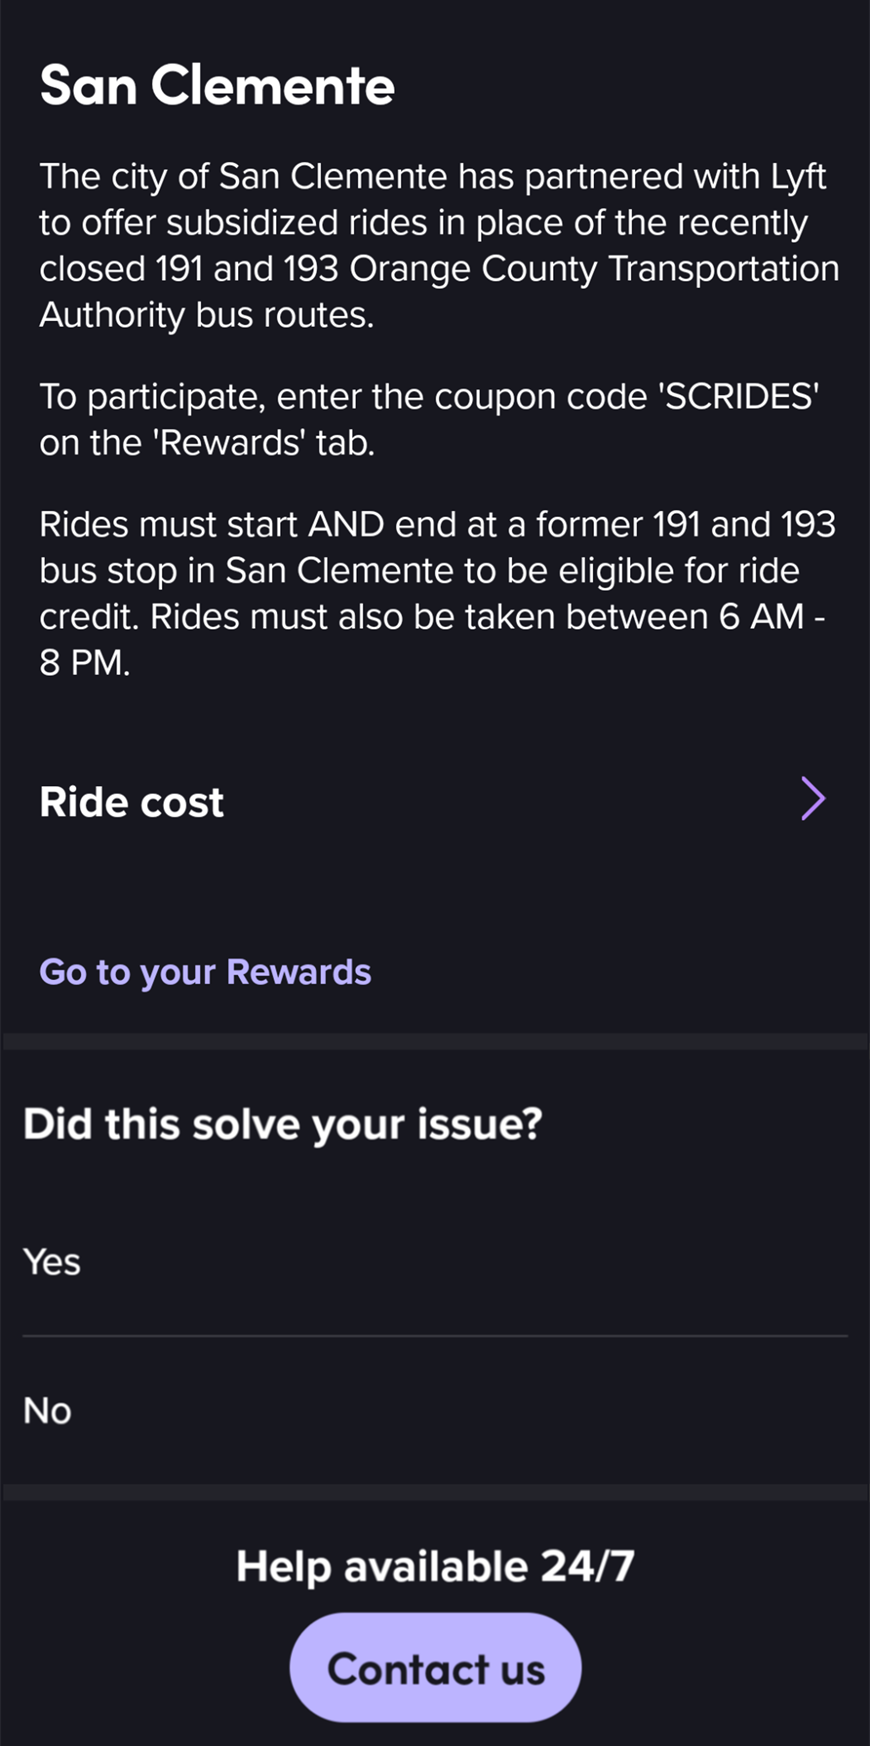 San Clemente
The city of San Clemente has partnered with Lyft
to offer subsidized rides in place of the recently
closed 191 and 193 Orange County Transportation
Authority bus routes.
To participate, enter the coupon code 'SCRIDES'
on the 'Rewards' tab.
Rides must start AND end at a former 191 and 193
bus stop in San Clemente to be eligible for ride
credit. Rides must also be taken between 6 AM -
8 PM.
Ride cost
Go to your Rewards
Did this solve your issue?
Yes
No
Help available 24/7
Contact us